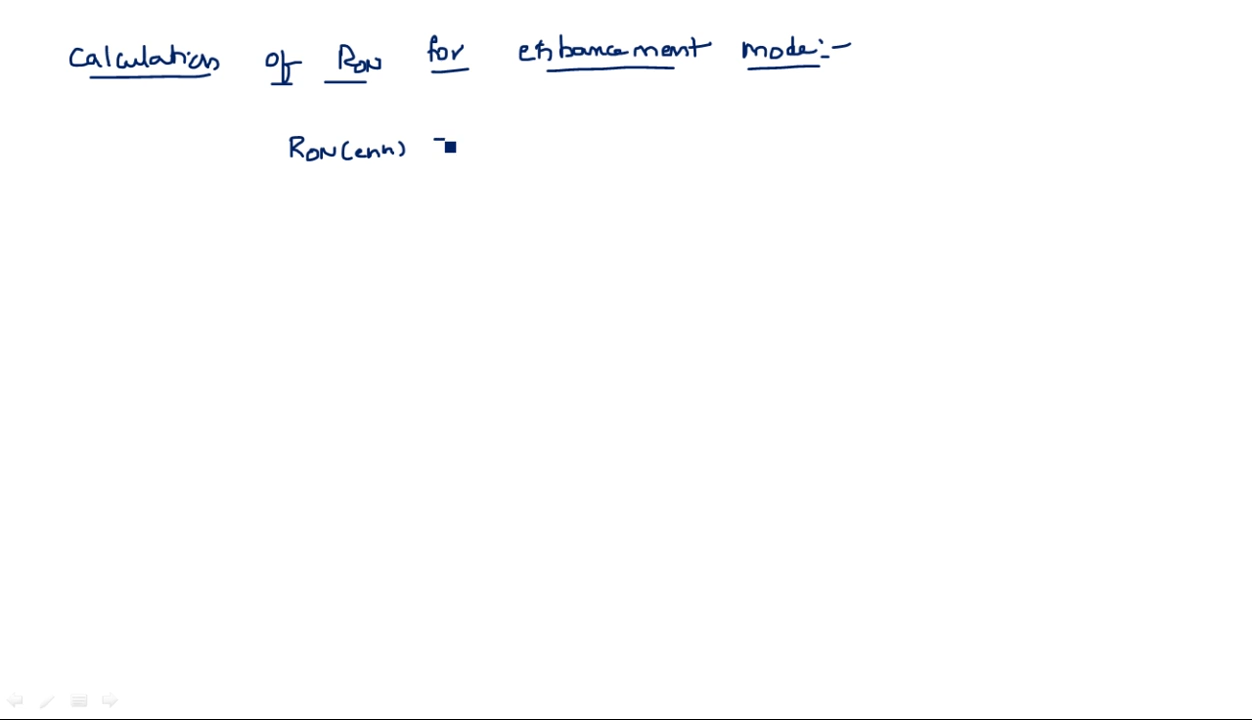 Calculation of RON for enhancement mode:-
RON(enh) =